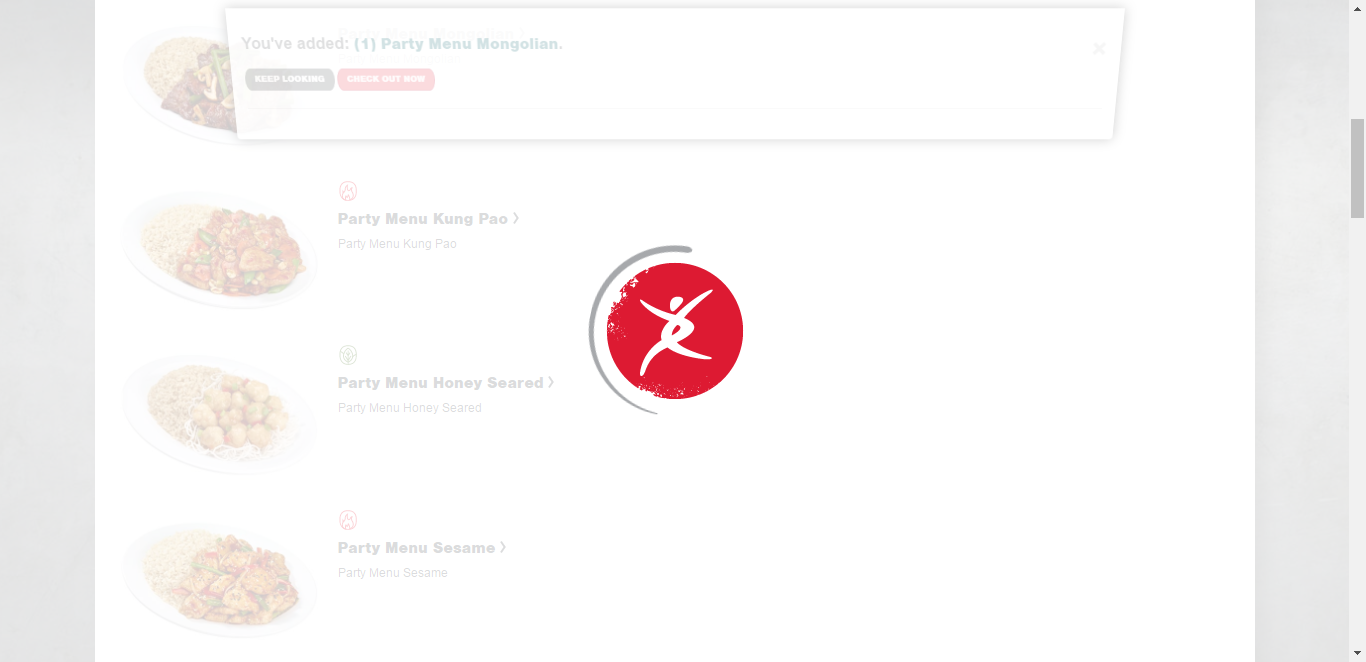 You've added: (1) Party Menu Mongolian.
KEEP LOOKING
CHECK OUT NOW
Party Menu Kung Pao
Party Menu Kung Pao
Party Menu Honey Seared
Party Menu Honey Seared
Party Menu Sesame
Party Menu Sesame